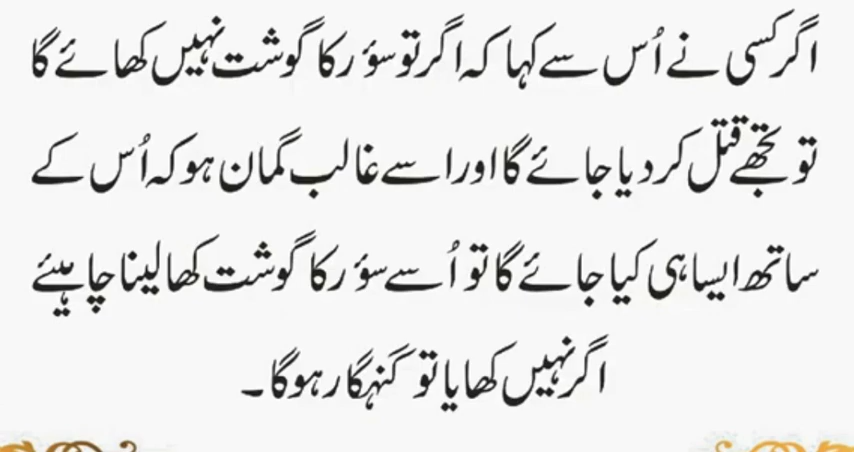 اگر کسی نے اُس سے کہا کہ اگر تو سؤر کا گوشت نہیں کھائے گا
تو تجھے قتل کر دیا جائے گا اور اسے غالب گمان ہو کہ اُس کے
ساتھ ایسا ہی کیا جائے گا تو اُسے سؤر کا گوشت کھا لینا چاہیئے
اگر نہیں کھایا تو گنہگار ہو گا۔